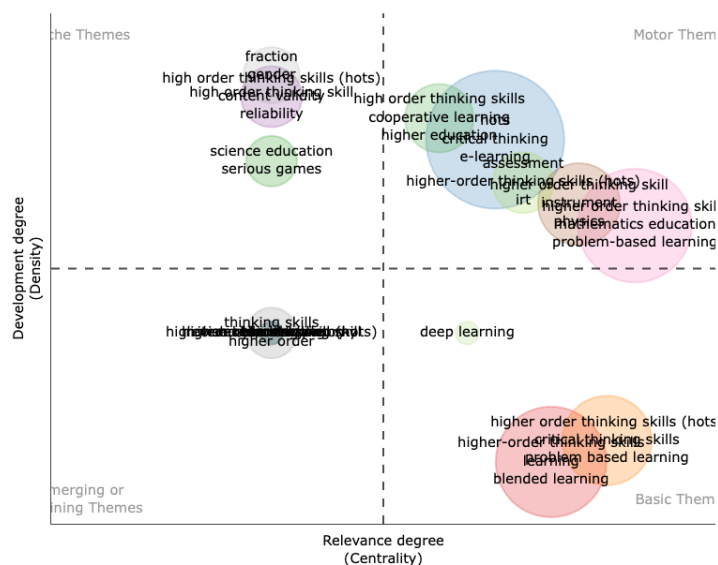 che Themes
Motor Them
fraction
gender
high order thinking skills (hots)
high order thinking skill
content validity
reliability
science education
serious games
high order thinking skills
cooperative learning
higher education
hots
critical thinking
e-learning
assessment
higher-order thinking skills (hots)
irt
higher order thinking skill
instrument
physics
higher order thinking skil
mathematics education
problem-based learning
Development degree
(Density)
thinking skills
higher order
deep learning
higher order thinking skills (hots
critical thinking skills
problem based learning
higher-order thinking skills
learning
blended learning
merging or
ining Themes
Basic Them
Relevance degree
(Centrality)